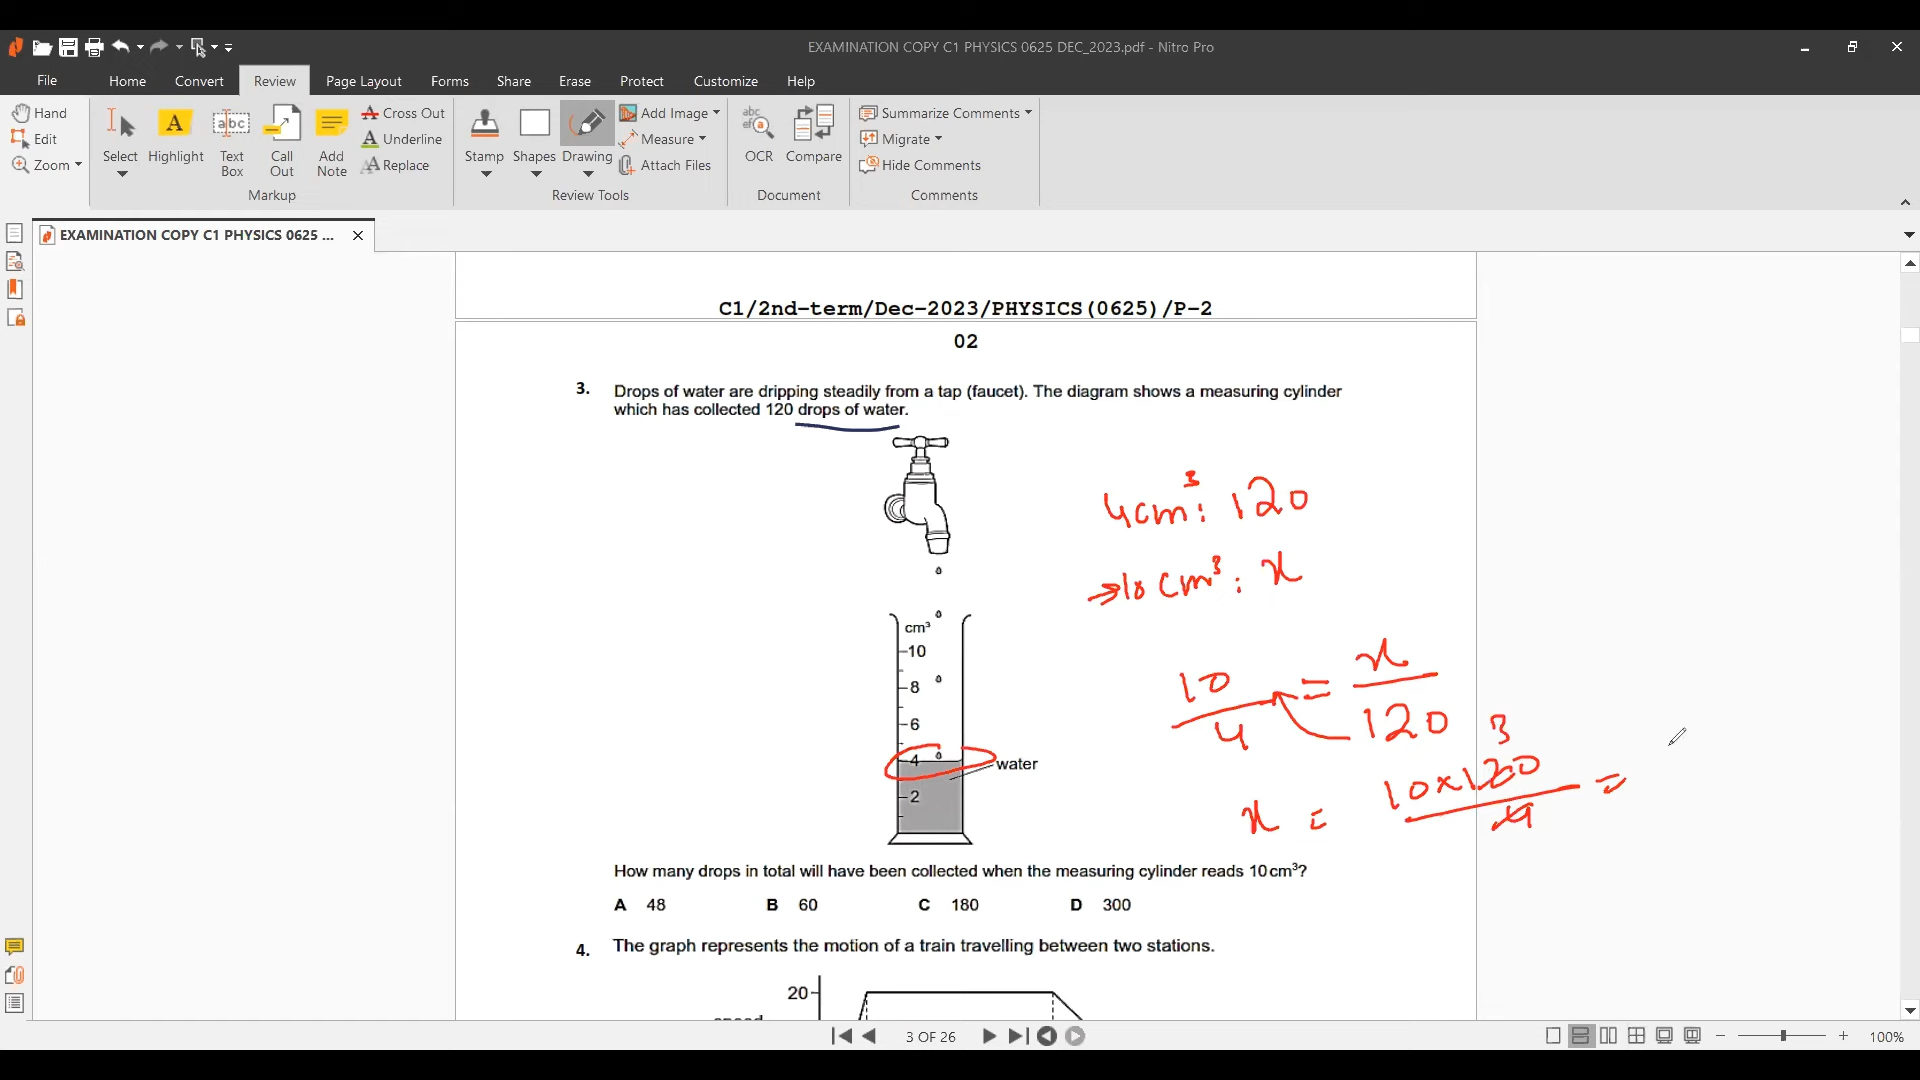 EXAMINATION COPY C1 PHYSICS 0625 DEC_2023.pdf - Nitro Pro
File Home Convert Review Page Layout Forms Share Erase Protect Customize Help
Hand
Edit
Zoom
Select
Highlight
Text Box
Call Out
Add Note
Cross Out
Underline
Replace
Markup
Stamp
Shapes
Drawing
Add Image
Measure
Attach Files
Review Tools
OCR
Compare
Document
Summarize Comments
Migrate
Hide Comments
Comments
EXAMINATION COPY C1 PHYSICS 0625 ...
C1/2nd-term/Dec-2023/PHYSICS(0625)/P-2
02
3. Drops of water are dripping steadily from a tap (faucet). The diagram shows a measuring cylinder
which has collected 120 drops of water.
4cm³ : 120
→10 cm³ : x
cm³
10
8
6
4
2
water
10/4 = x/120
3
x = 10×120/4 =
How many drops in total will have been collected when the measuring cylinder reads 10 cm³?
A 48 B 60 C 180 D 300
4. The graph represents the motion of a train travelling between two stations.
20
3 OF 26
100%